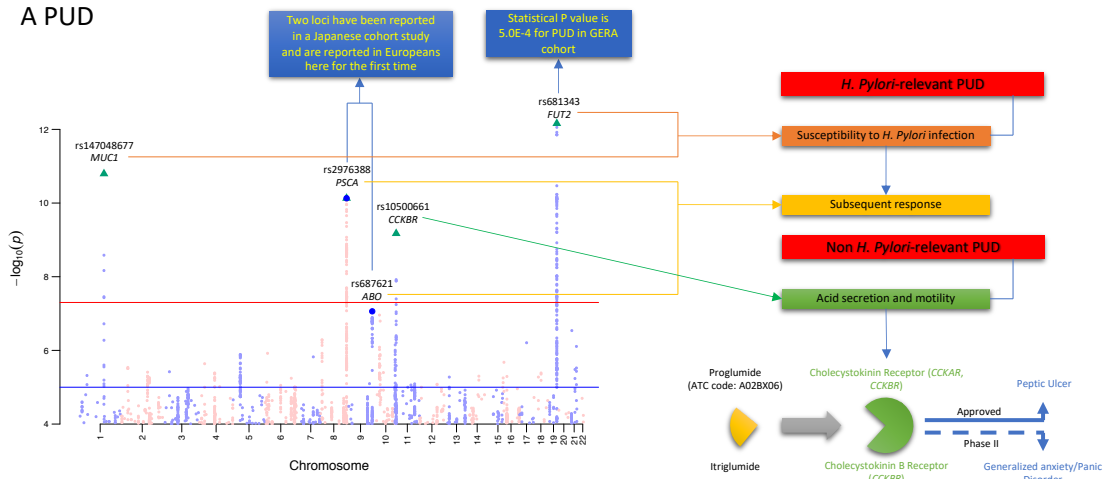 A PUD
Two loci have been reported
in a Japanese cohort study
and are reported in Europeans
here for the first time
Statistical P value is
5.0E-4 for PUD in GERA
cohort
H. Pylori-relevant PUD
Susceptibility to H. Pylori infection
Subsequent response
Non H. Pylori-relevant PUD
Acid secretion and motility
rs681343
FUT2
rs147048677
MUC1
rs2976388
PSCA
rs10500661
CCKBR
rs687621
ABO
−log10(p)
12
10
8
6
4
1 2 3 4 5 6 7 8 9 10 11 12 13 14 15 16 17 18 19 20 21 22
Chromosome
Proglumide
(ATC code: A02BX06)
Cholecystokinin Receptor (CCKAR,
CCKBR)
Peptic Ulcer
Approved
Phase II
Itriglumide
Cholecystokinin B Receptor
(CCKBR)
Generalized anxiety/Panic
Disorder